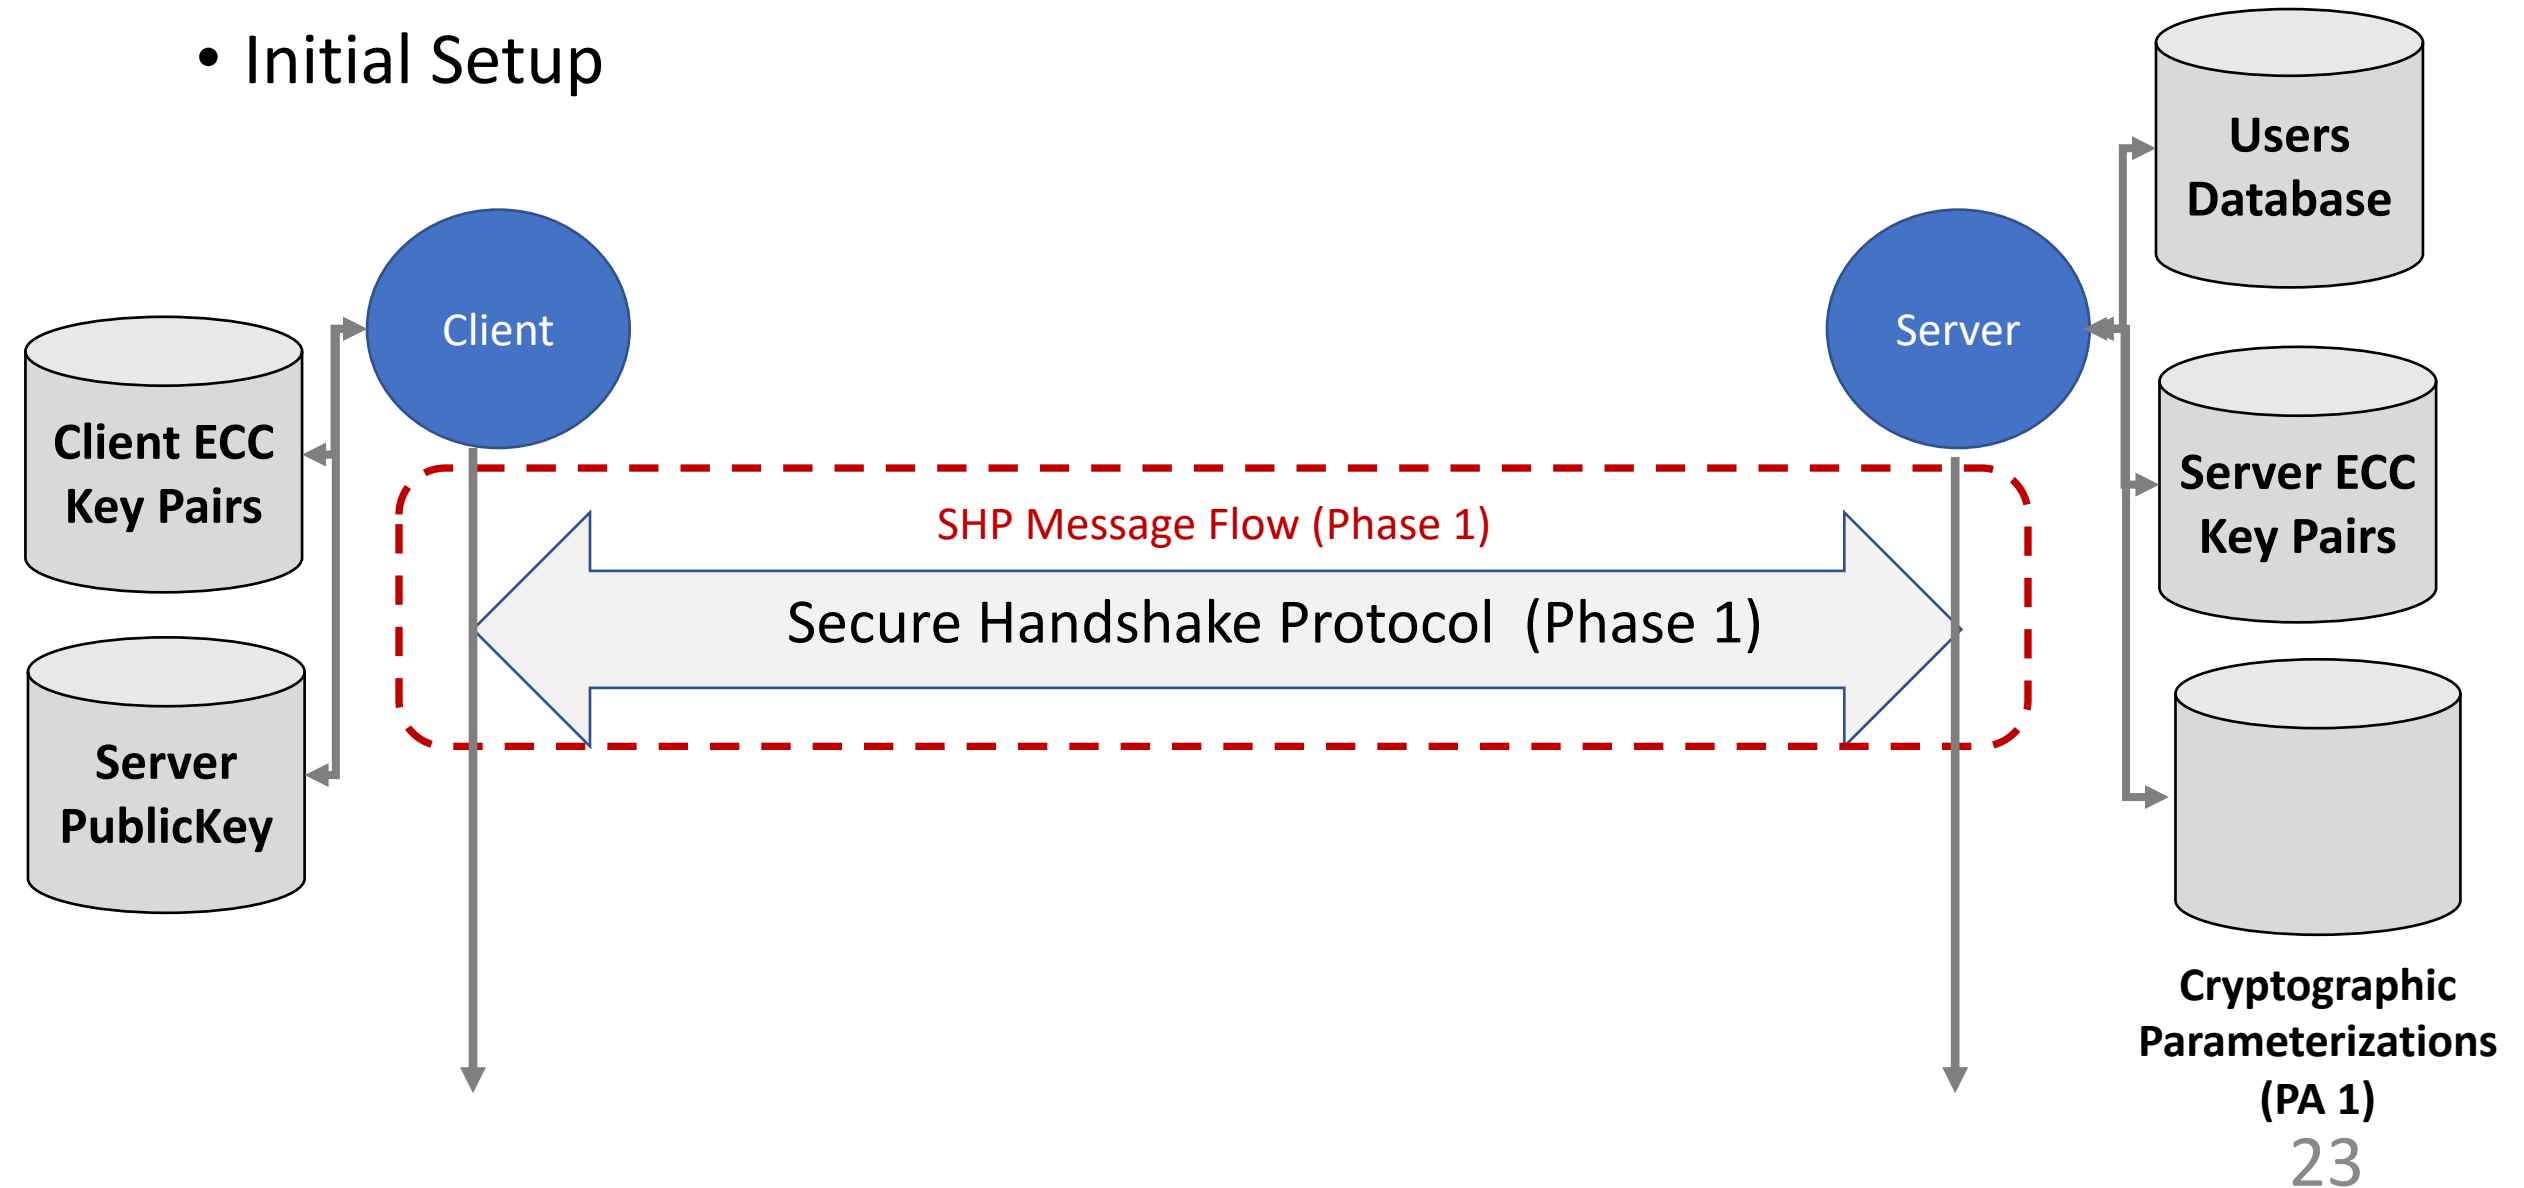 • Initial Setup
Users
Database
Client
Server
Client ECC
Key Pairs
Server ECC
Key Pairs
SHP Message Flow (Phase 1)
Secure Handshake Protocol  (Phase 1)
Server
PublicKey
Cryptographic
Parameterizations
(PA 1)
23